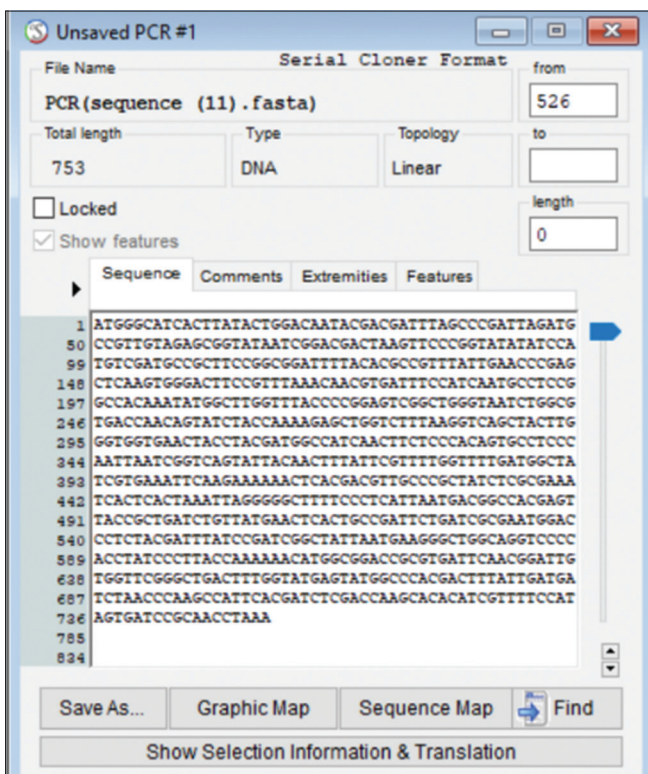 Unsaved PCR #1
Serial Cloner Format
File Name
from
PCR(sequence (11).fasta)
526
Total length
Type
Topology
to
753
DNA
Linear
Locked
length
Show features
0
Sequence Comments Extremities Features
1 ATGGGCATCACTTATACTGGACAATACGACGATTTAGCCCGATTAGATG
50 CCGTTGTAGAGCGGTATAATCGGACGACTAAGTTCCCGGTATATATCCA
99 TGTCGATGCCGCTTCCGGCGGATTTTACACGCCGTTTATTGAACCCGAG
148 CTCAAGTGGGACTTCCGTTTAAACAACGTGATTTCCATCAATGCCTCCG
197 GCCACAAATATGGCTTGGTTTACCCCGGAGTCGGCTGGGTAATCTGGCG
246 TGACCAACAGTATCTACCAAAAGAGCTGGTCTTTAAGGTCAGCTACTTG
295 GGTGGTGAACTACCTACGATGGCCATCAACTTCTCCCACAGTGCCTCCC
344 AATTAATCGGTCAGTATTACAACTTTATTCGTTTTGGTTTTGATGGCTA
393 TCGTGAAATTCAAGAAAAAACTCACGACGTTGCCCGCTATCTCGCGAAA
442 TCACTCACTAAATTAGGGGGCTTTTCCCTCATTAATGACGGCCACGAGT
491 TACCGCTGATCTGTTATGAACTCACTGCCGATTCTGATCGCGAATGGAC
540 CCTCTACGATTTATCCGATCGGCTATTAATGAAGGGCTGGCAGGTCCCC
589 ACCTATCCCTTACCAAAAAACATGGCGGACCGCGTGATTCAACGGATTG
638 TGGTTCGGGCTGACTTTGGTATGAGTATGGCCCACGACTTTATTGATGA
687 TCTAACCCAAGCCATTCACGATCTCGACCAAGCACACATCGTTTTCCAT
736 AGTGATCCGCAACCTAAA
785
834
Save As... Graphic Map Sequence Map Find
Show Selection Information & Translation